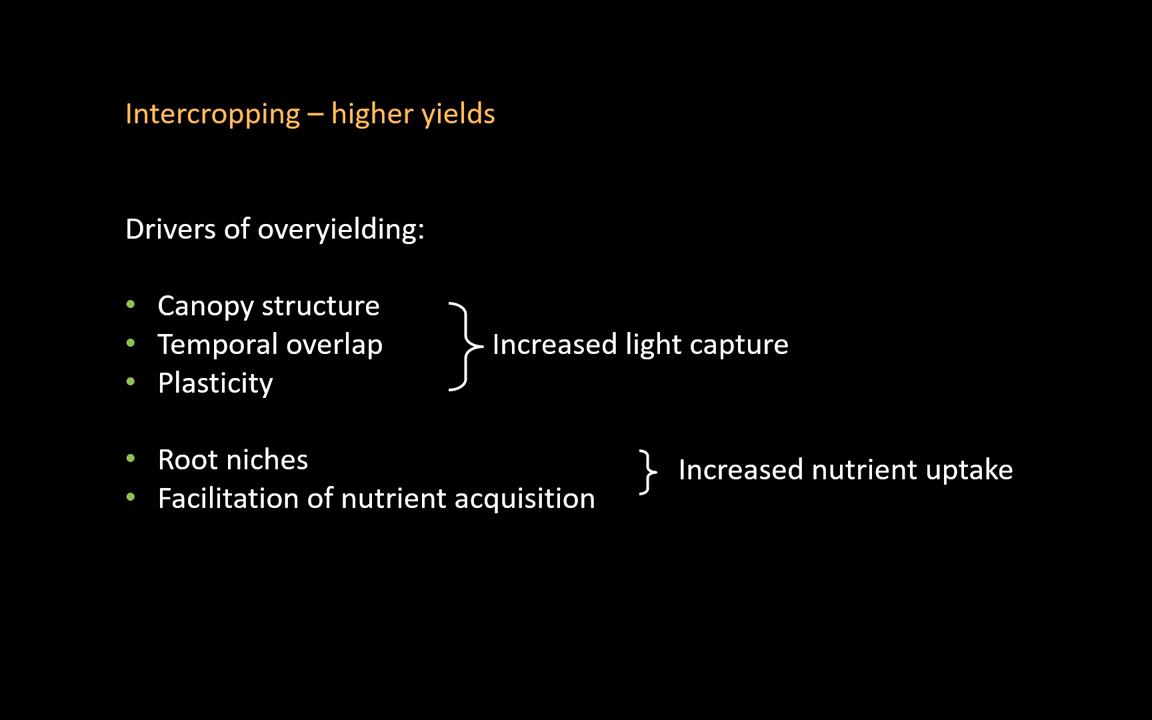 Intercropping – higher yields
Drivers of overyielding:
• Canopy structure
• Temporal overlap
• Plasticity
Increased light capture
• Root niches
• Facilitation of nutrient acquisition
Increased nutrient uptake